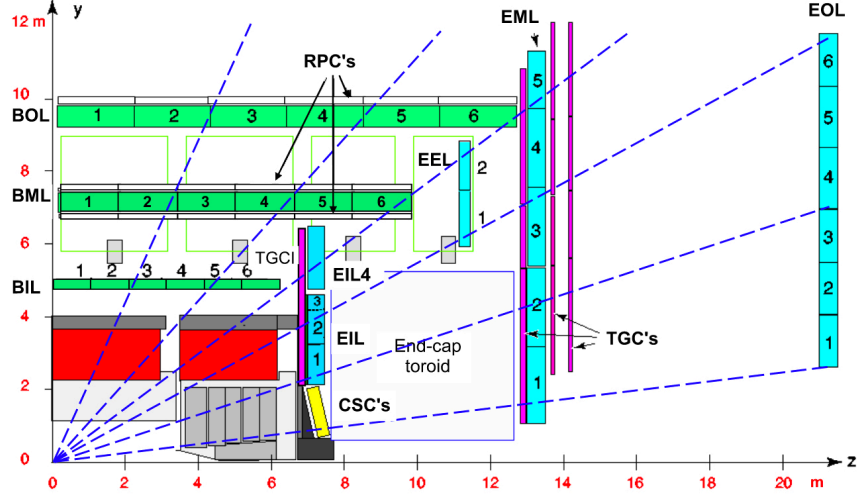 y
12 m
EML
EOL
RPC's
6
5
10
BOL
1 2 3 4 5 6
5
4
8
EEL
2
4
BML
1 2 3 4 5 6
1
3
6
TGCI
3
EIL4
BIL
1 2 3 4 5 6
2
2
4
3
2
EIL
1
End-cap
toroid
TGC's
1
1
2
CSC's
0
z
0 2 4 6 8 10 12 14 16 18 20 m